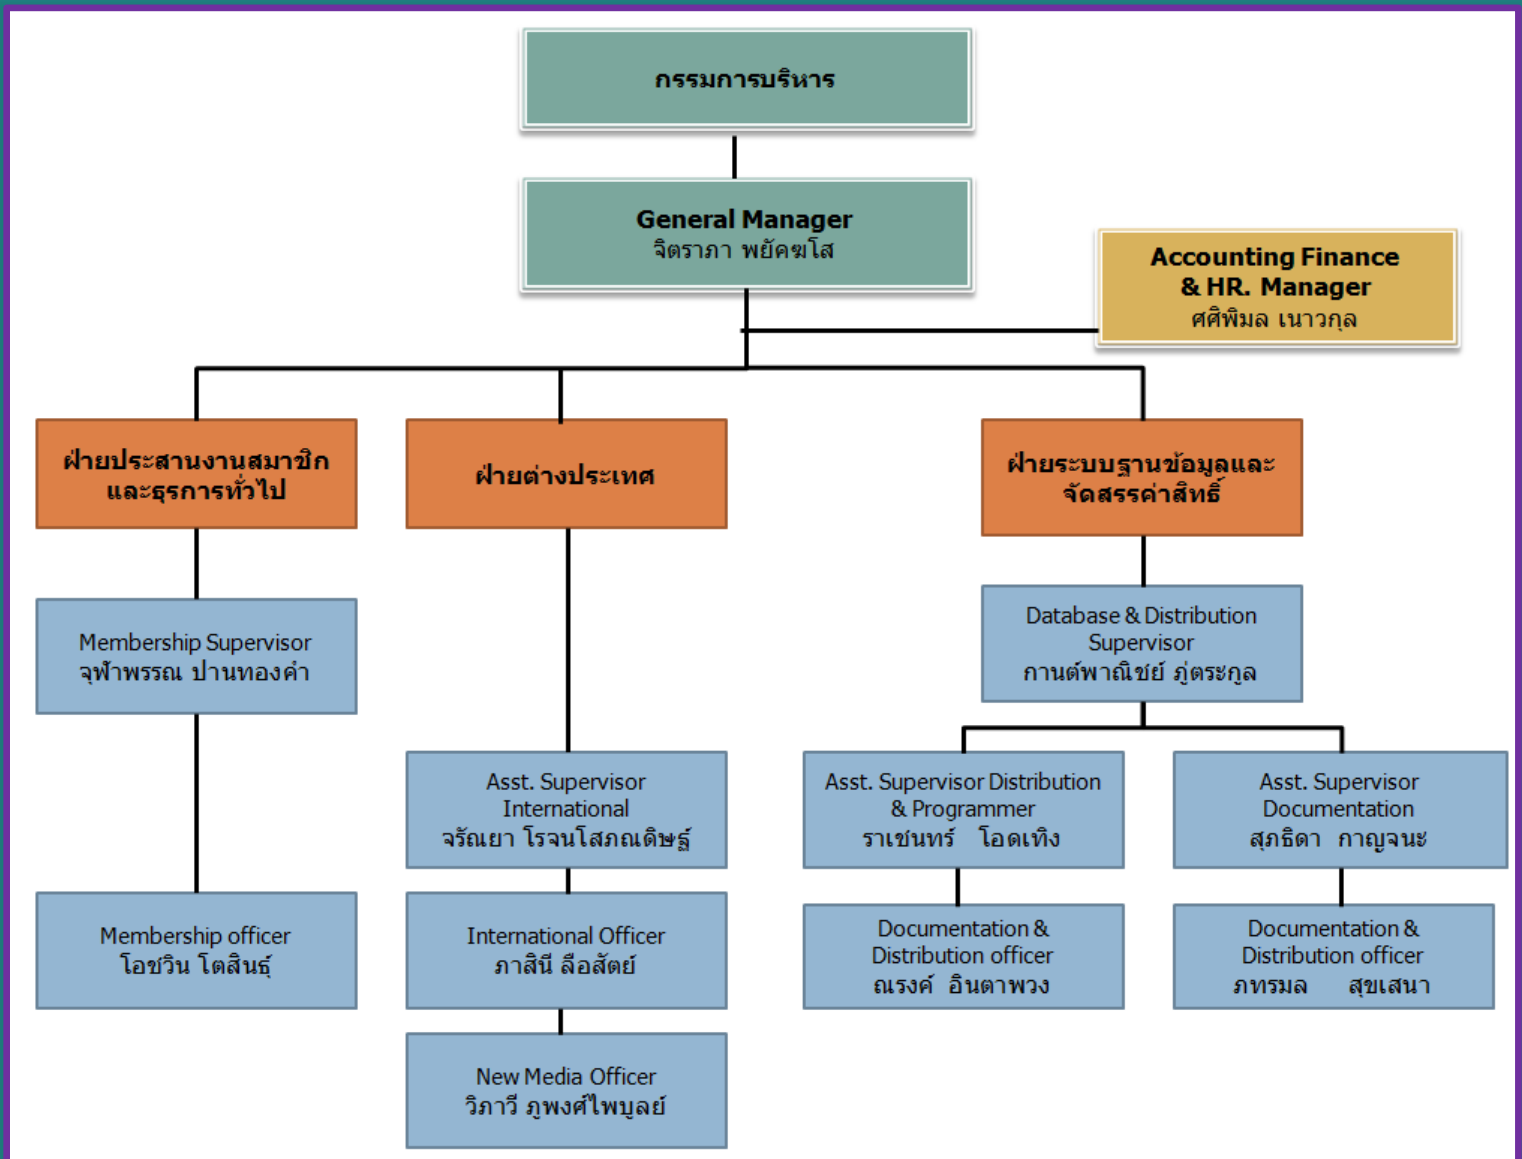 กรรมการบริหาร
General Manager
จิตราภา พยัคฆโส
Accounting Finance
& HR. Manager
ศศิพิมล เนาวกุล
ฝ่ายประสานงานสมาชิก
และธุรการทั่วไป
ฝ่ายต่างประเทศ
ฝ่ายระบบฐานข้อมูลและ
จัดสรรค่าสิทธิ์
Membership Supervisor
จุฬาพรรณ ปานทองคำ
Database & Distribution
Supervisor
กานต์พาณิชย์ ภู่ตระกูล
Asst. Supervisor
International
จรัณยา โรจนโสภณดิษฐ์
Asst. Supervisor Distribution
& Programmer
ราเชนทร์ โอดเทิง
Asst. Supervisor
Documentation
สุภธิดา กาญจนะ
Membership officer
โอชวิน โตสินธุ์
International Officer
ภาสินี ลือสัตย์
Documentation &
Distribution officer
ณรงค์ อินตาพวง
Documentation &
Distribution officer
ภทรมล สุขเสนา
New Media Officer
วิภาวี ภูพงศ์ไพบูลย์